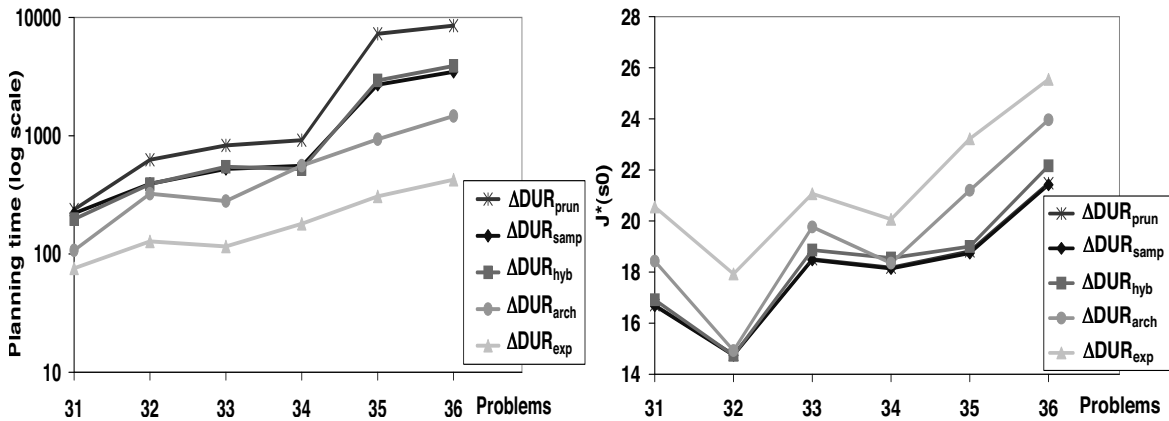 Planning time (log scale)
10000
1000
100
10
31 32 33 34 35 36 Problems
ΔDURprun
ΔDURsamp
ΔDURhyb
ΔDURarch
ΔDURexp
J*(s0)
28
26
24
22
20
18
16
14
31 32 33 34 35 36 Problems
ΔDURprun
ΔDURsamp
ΔDURhyb
ΔDURarch
ΔDURexp